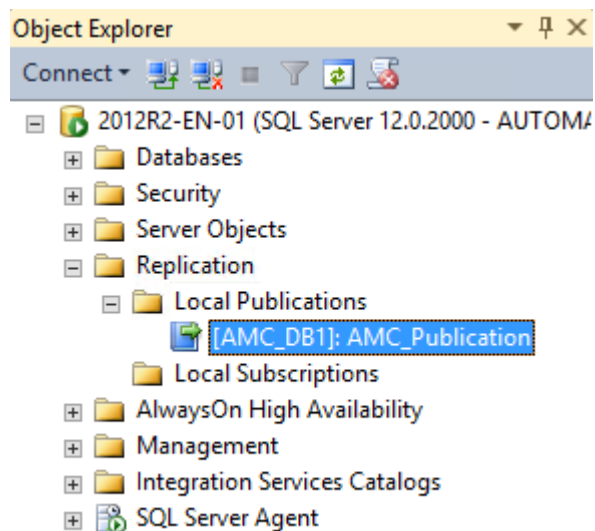 Object Explorer
Connect
2012R2-EN-01 (SQL Server 12.0.2000 - AUTOMA
Databases
Security
Server Objects
Replication
Local Publications
[AMC_DB1]: AMC_Publication
Local Subscriptions
AlwaysOn High Availability
Management
Integration Services Catalogs
SQL Server Agent